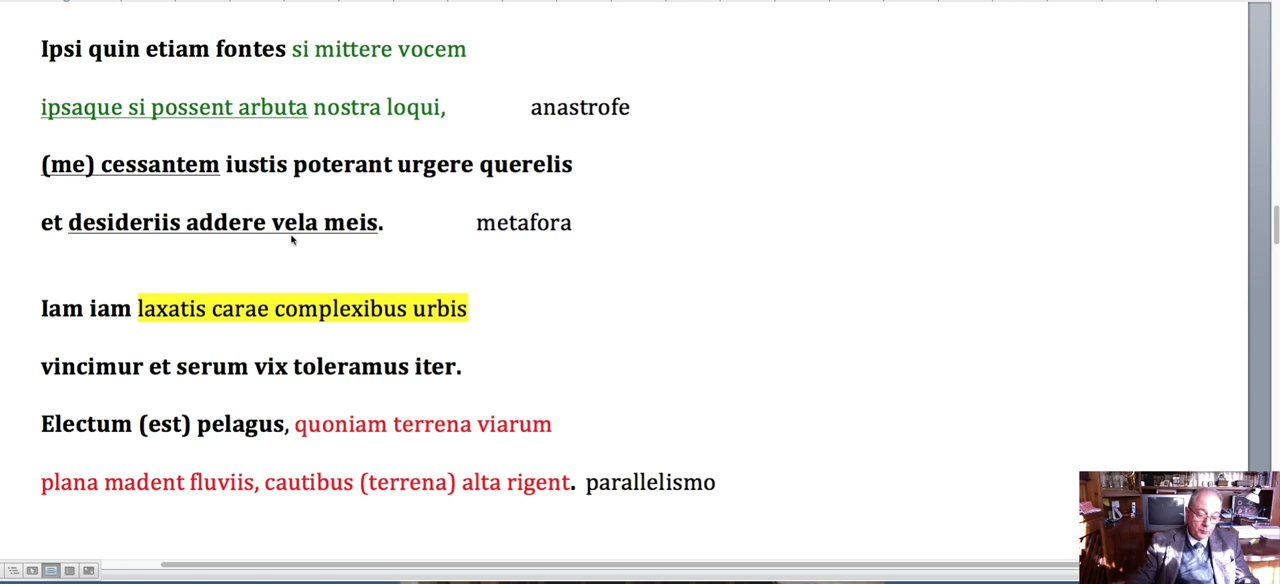 Ipsi quin etiam fontes si mittere vocem
ipsaque si possent arbuta nostra loqui, anastrofe
(me) cessantem iustis poterant urgere querelis
et desideriis addere vela meis. metafora
Iam iam laxatis carae complexibus urbis
vincimur et serum vix toleramus iter.
Electum (est) pelagus, quoniam terrena viarum
plana madent fluviis, cautibus (terrena) alta rigent. parallelismo